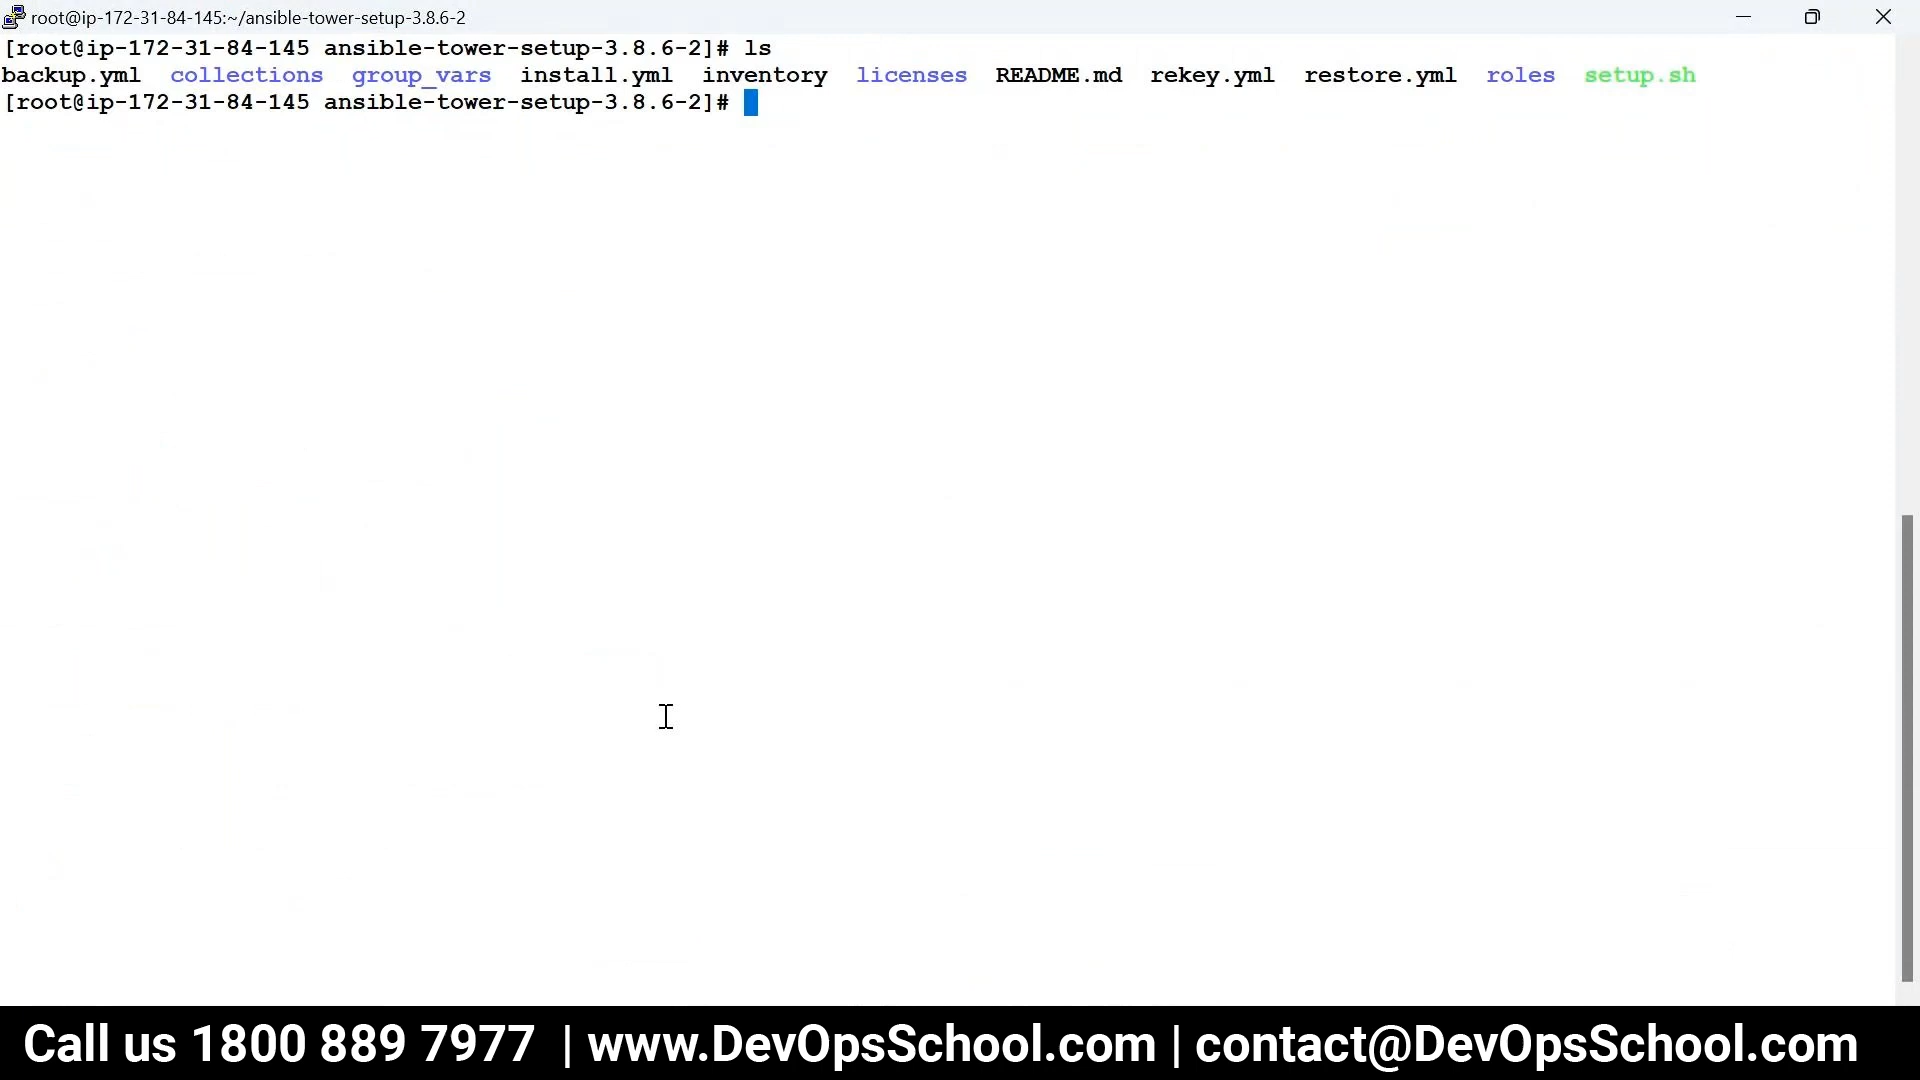 root@ip-172-31-84-145:~/ansible-tower-setup-3.8.6-2
[root@ip-172-31-84-145 ansible-tower-setup-3.8.6-2]# ls
backup.yml collections group_vars install.yml inventory licenses README.md rekey.yml restore.yml roles setup.sh
[root@ip-172-31-84-145 ansible-tower-setup-3.8.6-2]#
Call us 1800 889 7977 | www.DevOpsSchool.com | contact@DevOpsSchool.com